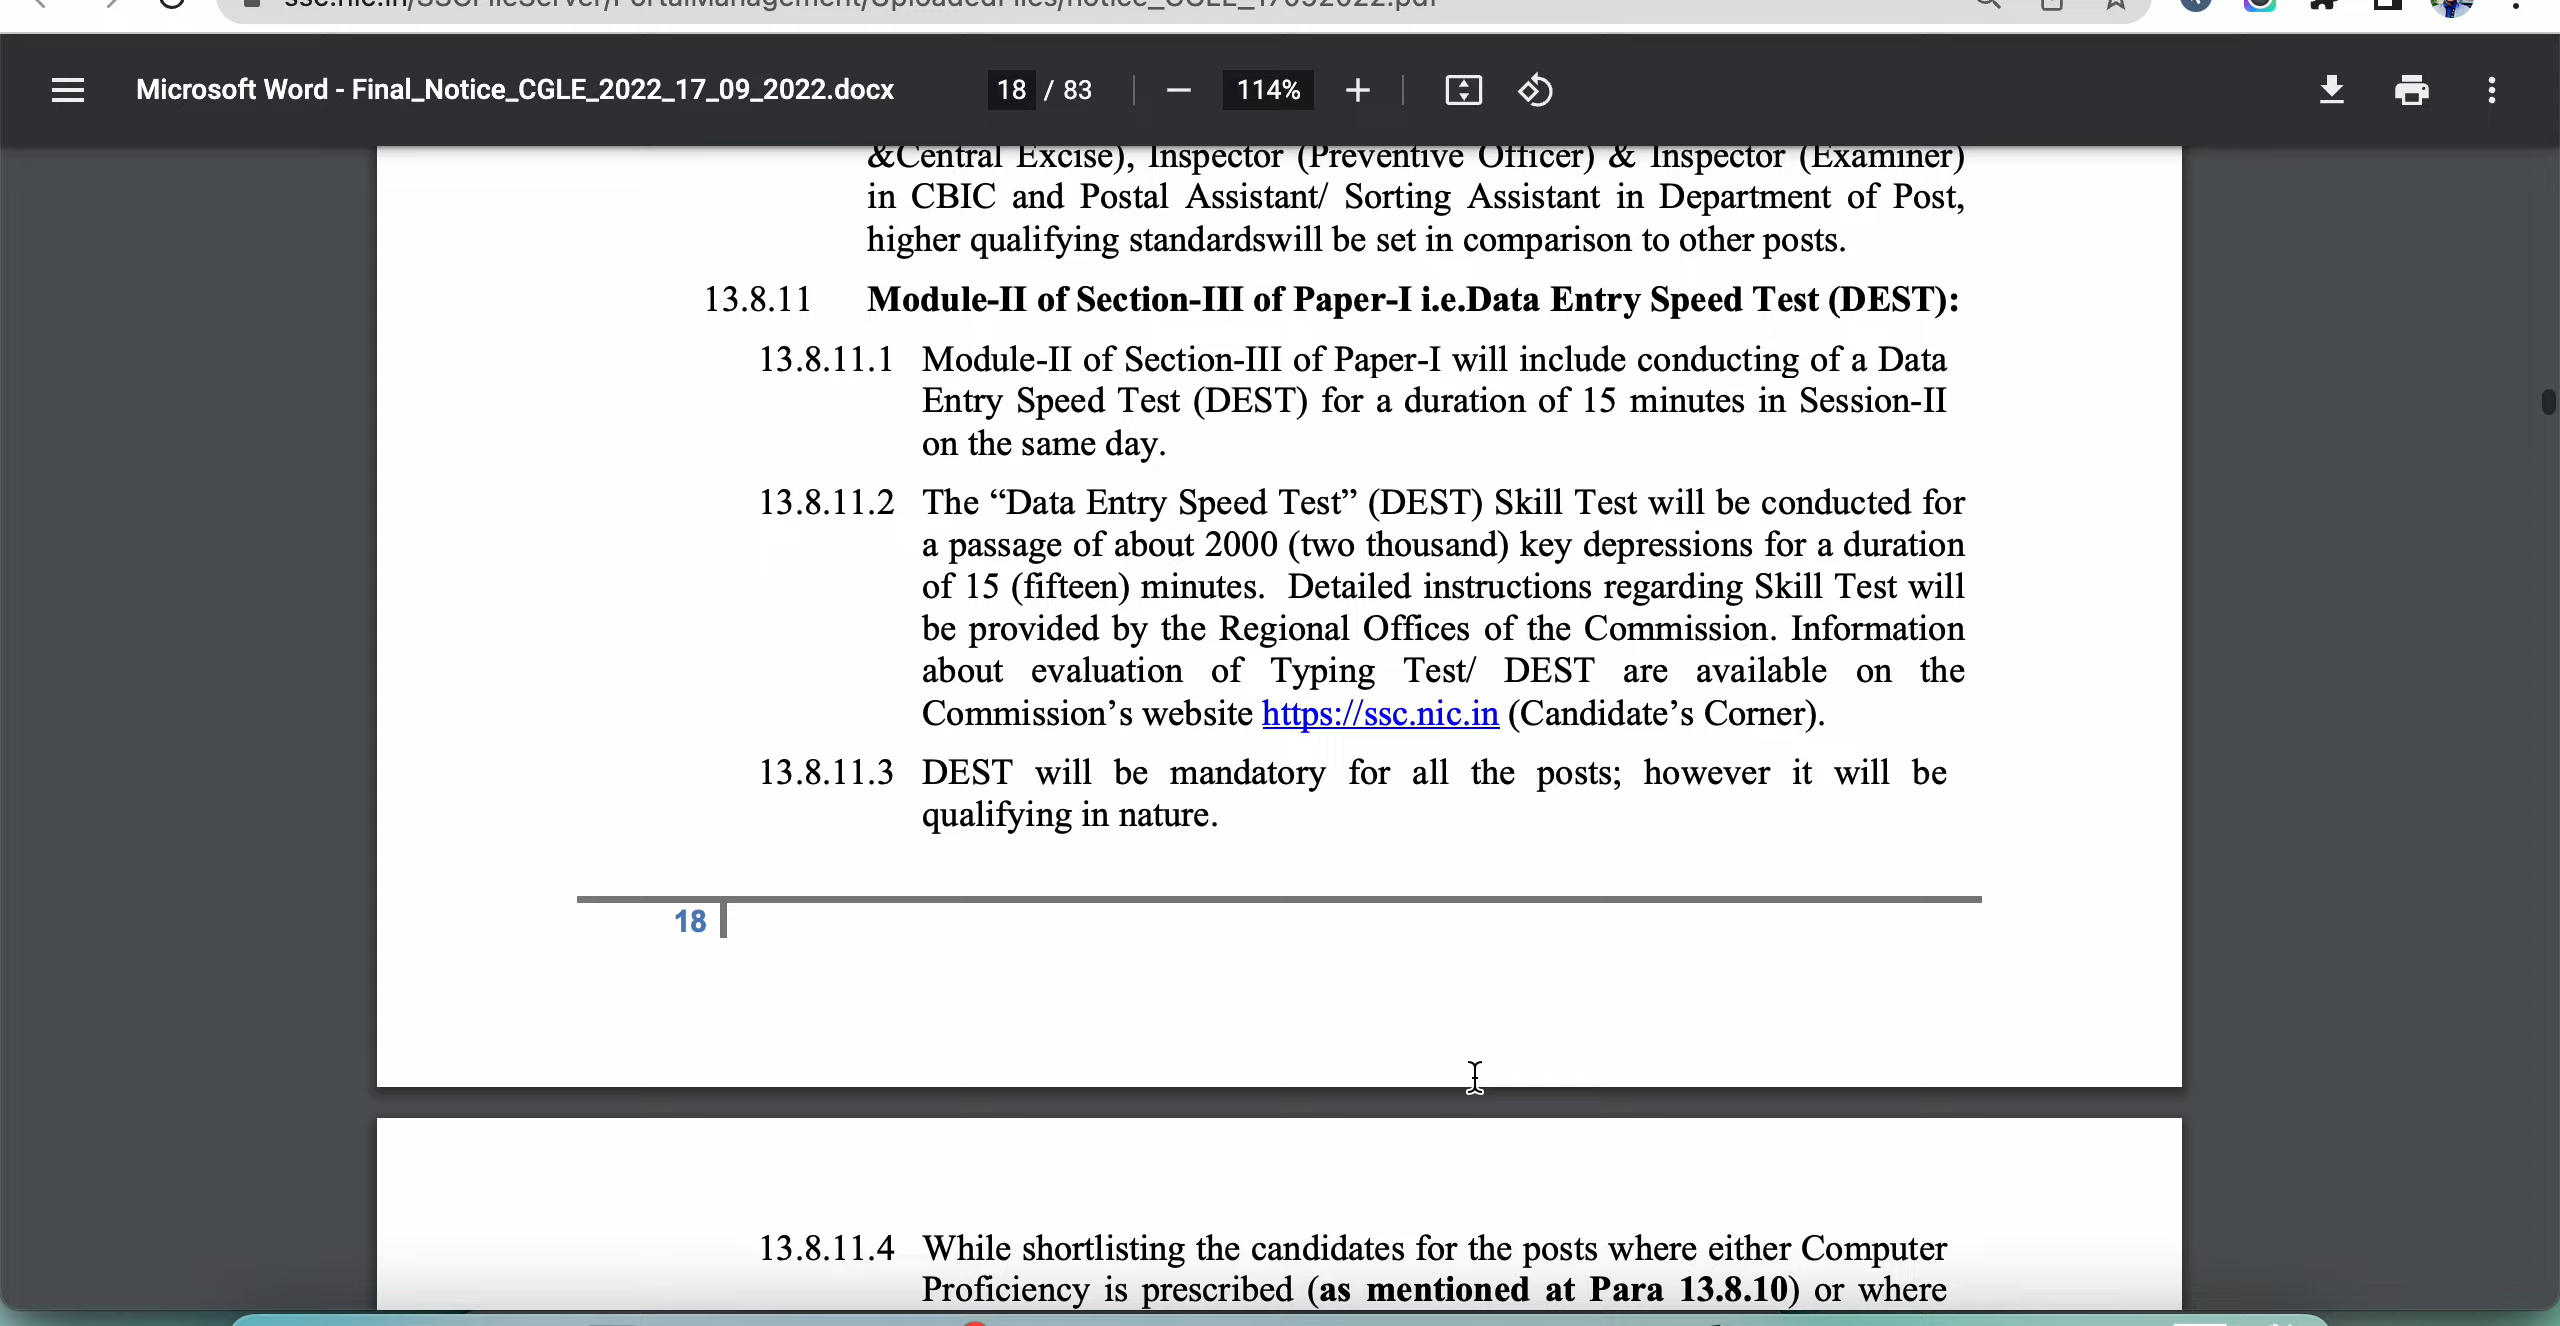 Microsoft Word - Final_Notice_CGLE_2022_17_09_2022.docx
18 / 83
114%
&Central Excise), Inspector (Preventive Officer) & Inspector (Examiner)
in CBIC and Postal Assistant/ Sorting Assistant in Department of Post,
higher qualifying standardswill be set in comparison to other posts.
13.8.11 Module-II of Section-III of Paper-I i.e.Data Entry Speed Test (DEST):
13.8.11.1 Module-II of Section-III of Paper-I will include conducting of a Data
Entry Speed Test (DEST) for a duration of 15 minutes in Session-II
on the same day.
13.8.11.2 The “Data Entry Speed Test” (DEST) Skill Test will be conducted for
a passage of about 2000 (two thousand) key depressions for a duration
of 15 (fifteen) minutes. Detailed instructions regarding Skill Test will
be provided by the Regional Offices of the Commission. Information
about evaluation of Typing Test/ DEST are available on the
Commission’s website https://ssc.nic.in (Candidate’s Corner).
13.8.11.3 DEST will be mandatory for all the posts; however it will be
qualifying in nature.
18
13.8.11.4 While shortlisting the candidates for the posts where either Computer
Proficiency is prescribed (as mentioned at Para 13.8.10) or where